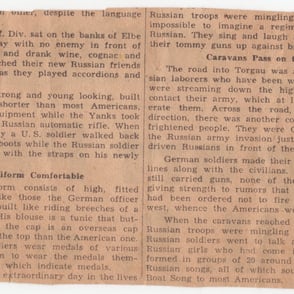 other, despite the language
f. Div. sat on the banks of Elbe
y with no enemy in front of
and drank wine, cognac and
ched their new Russian friends
as they played accordions and
trong and young looking, built
shorter than most Americans.
uipment while the Yanks took
Russian automatic rifle. When
y a U. S. soldier walked back
oots while the Russian soldier
with the straps on his newly
iform Comfortable
form consists of high, fitted
like those the German officer
uilt like riding breeches of a
His blouse is a tunic that but-
the cap is an overseas cap
the top than the American one.
diers wear medals of various
n to wear the medals them-
which indicate medals.
extraordinary day in the lives
Russian troops were mingling
impossible to imagine a regim
Russians. They sing and laugh
their tommy guns up against b
Caravans Pass on
The road into Torgau was
sian laborers who have been w
were streaming down the high
contact their army, which at l
erate them. Across the road,
direction, there was another co
frightened people. They were G
the Russian army invasion just
driven Russians in front of the
German soldiers made their
lines along with the civilians.
still carried guns, none of the
giving strength to rumors that
had been ordered not to fire
west, whence the Americans wo
When the caravans reached
Russian troops were mingling
Russian soldiers went to talk
Russian girls who had come f
formed in groups of 20 around
Russian songs, all of which sou
Boat Song to most Americans.